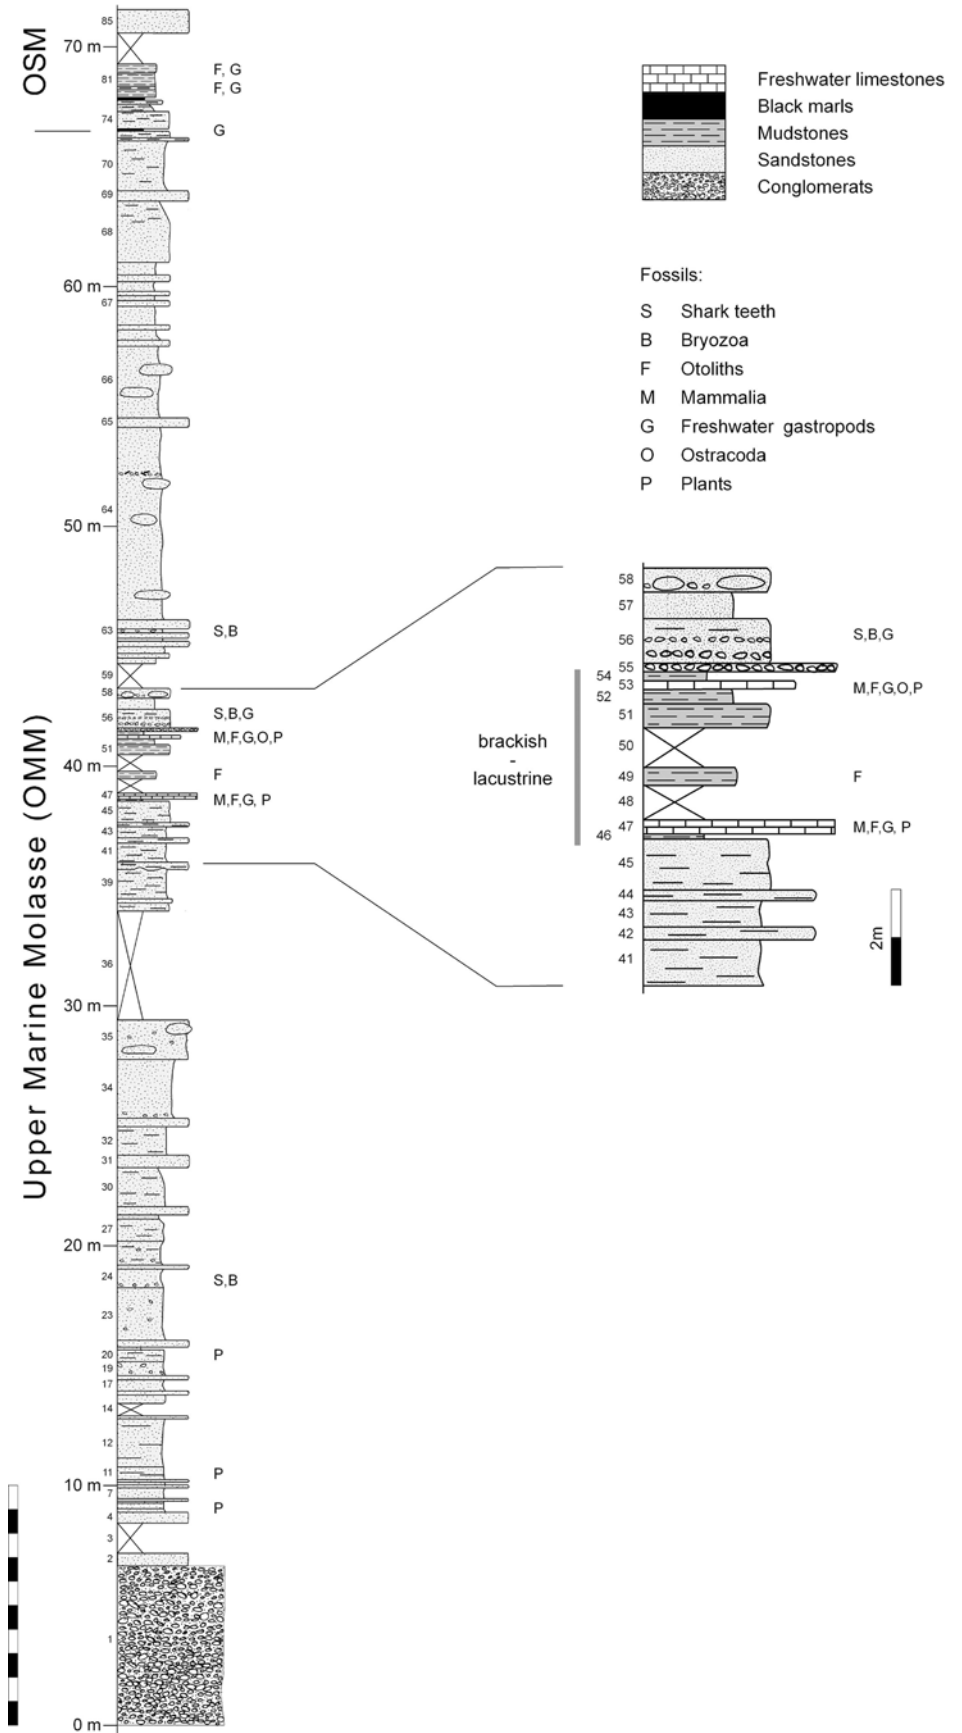 OSM
Upper Marine Molasse (OMM)
85
70 m
81
74
70
69
68
60 m
67
66
65
64
50 m
63
59
58
56
51
40 m
47
45
43
41
39
36
30 m
35
34
32
31
30
27
20 m
24
23
20
19
17
14
12
11
10 m
7
4
3
2
1
0 m
F, G
F, G
G
S,B
S,B,G
M,F,G,O,P
F
M,F,G, P
S,B
P
P
P
Freshwater limestones
Black marls
Mudstones
Sandstones
Conglomerats
Fossils:
S Shark teeth
B Bryozoa
F Otoliths
M Mammalia
G Freshwater gastropods
O Ostracoda
P Plants
58
57
56 S,B,G
55
54
53 M,F,G,O,P
52
51
brackish
-
lacustrine
50
49 F
48
47 M,F,G, P
46
45
44
43
42
41
2m